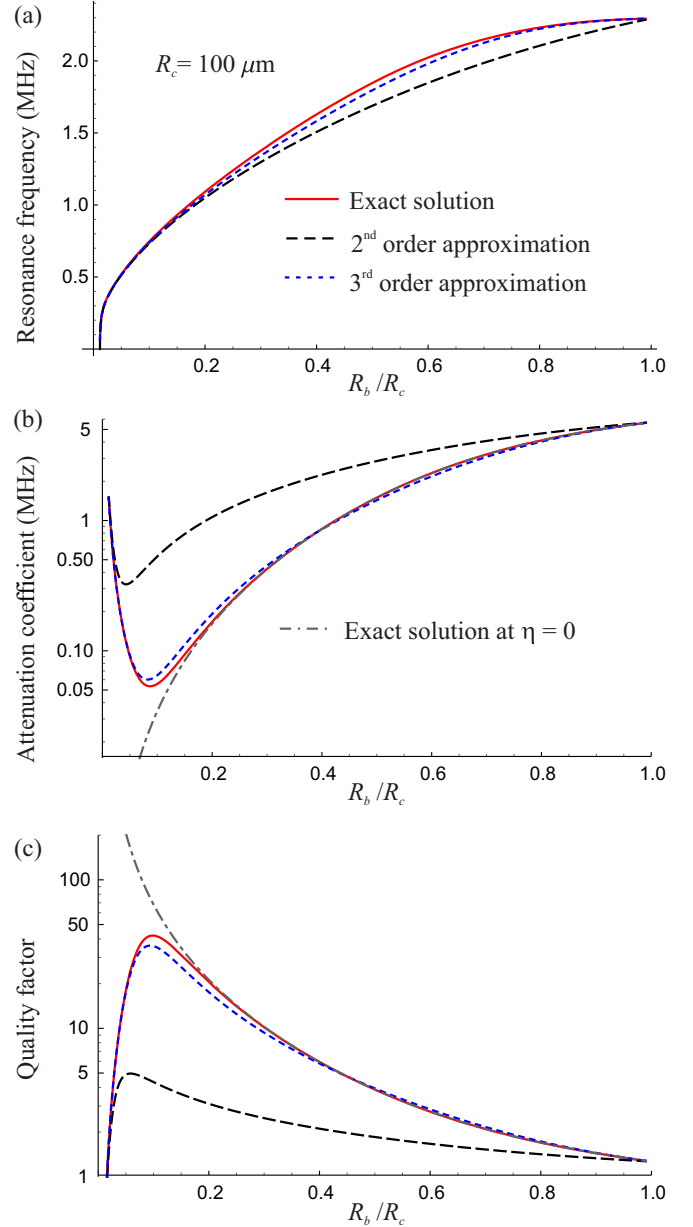 (a)
Resonance frequency (MHz)
2.0
1.5
1.0
0.5
R_c = 100 μm
Exact solution
2nd order approximation
3rd order approximation
0.2 0.4 0.6 0.8 1.0
R_b /R_c
(b)
Attenuation coefficient (MHz)
5
1
0.50
0.10
0.05
Exact solution at η = 0
0.2 0.4 0.6 0.8 1.0
R_b /R_c
(c)
Quality factor
100
50
10
5
1
0.2 0.4 0.6 0.8 1.0
R_b /R_c